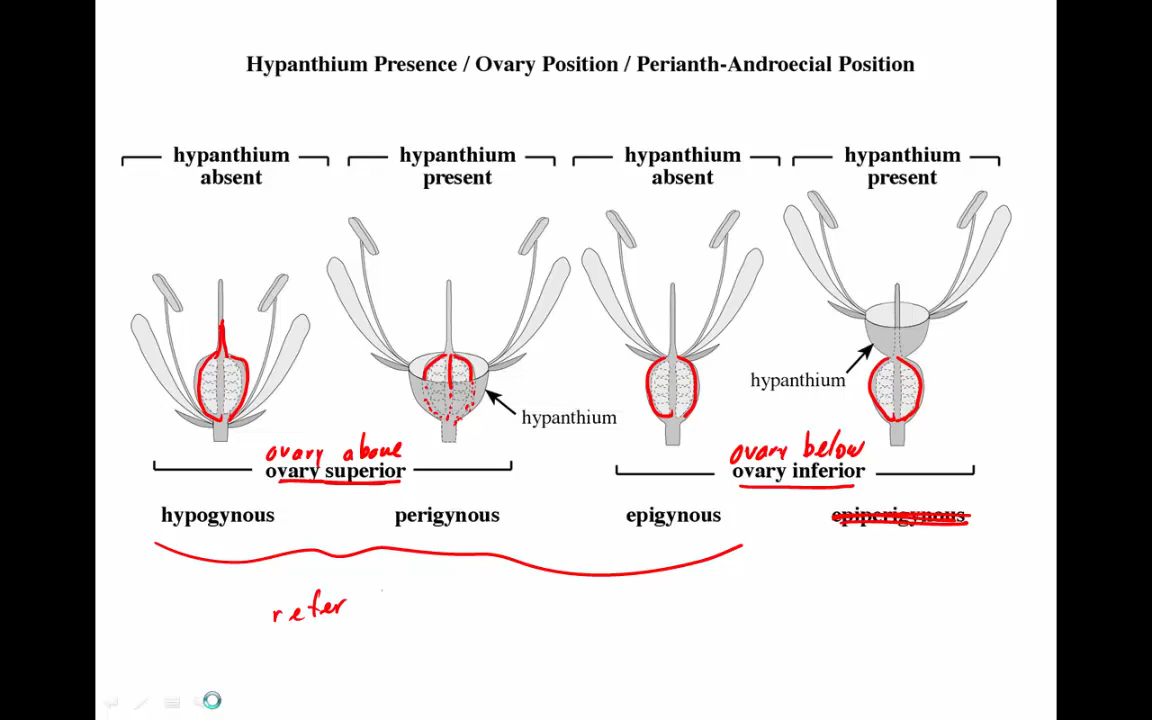 Hypanthium Presence / Ovary Position / Perianth-Androecial Position
hypanthium absent
hypanthium present
hypanthium absent
hypanthium present
hypanthium
hypanthium
ovary above
ovary below
ovary superior
ovary inferior
hypogynous
perigynous
epigynous
epiperigynous
refer